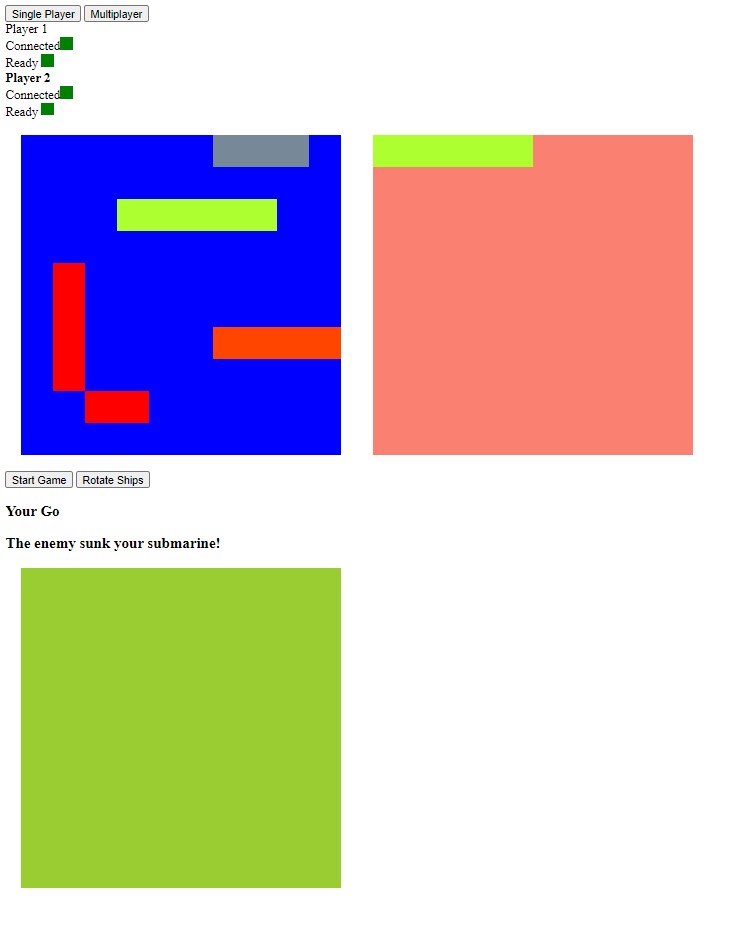 Single Player Multiplayer
Player 1
Connected
Ready
Player 2
Connected
Ready
Start Game Rotate Ships
Your Go
The enemy sunk your submarine!